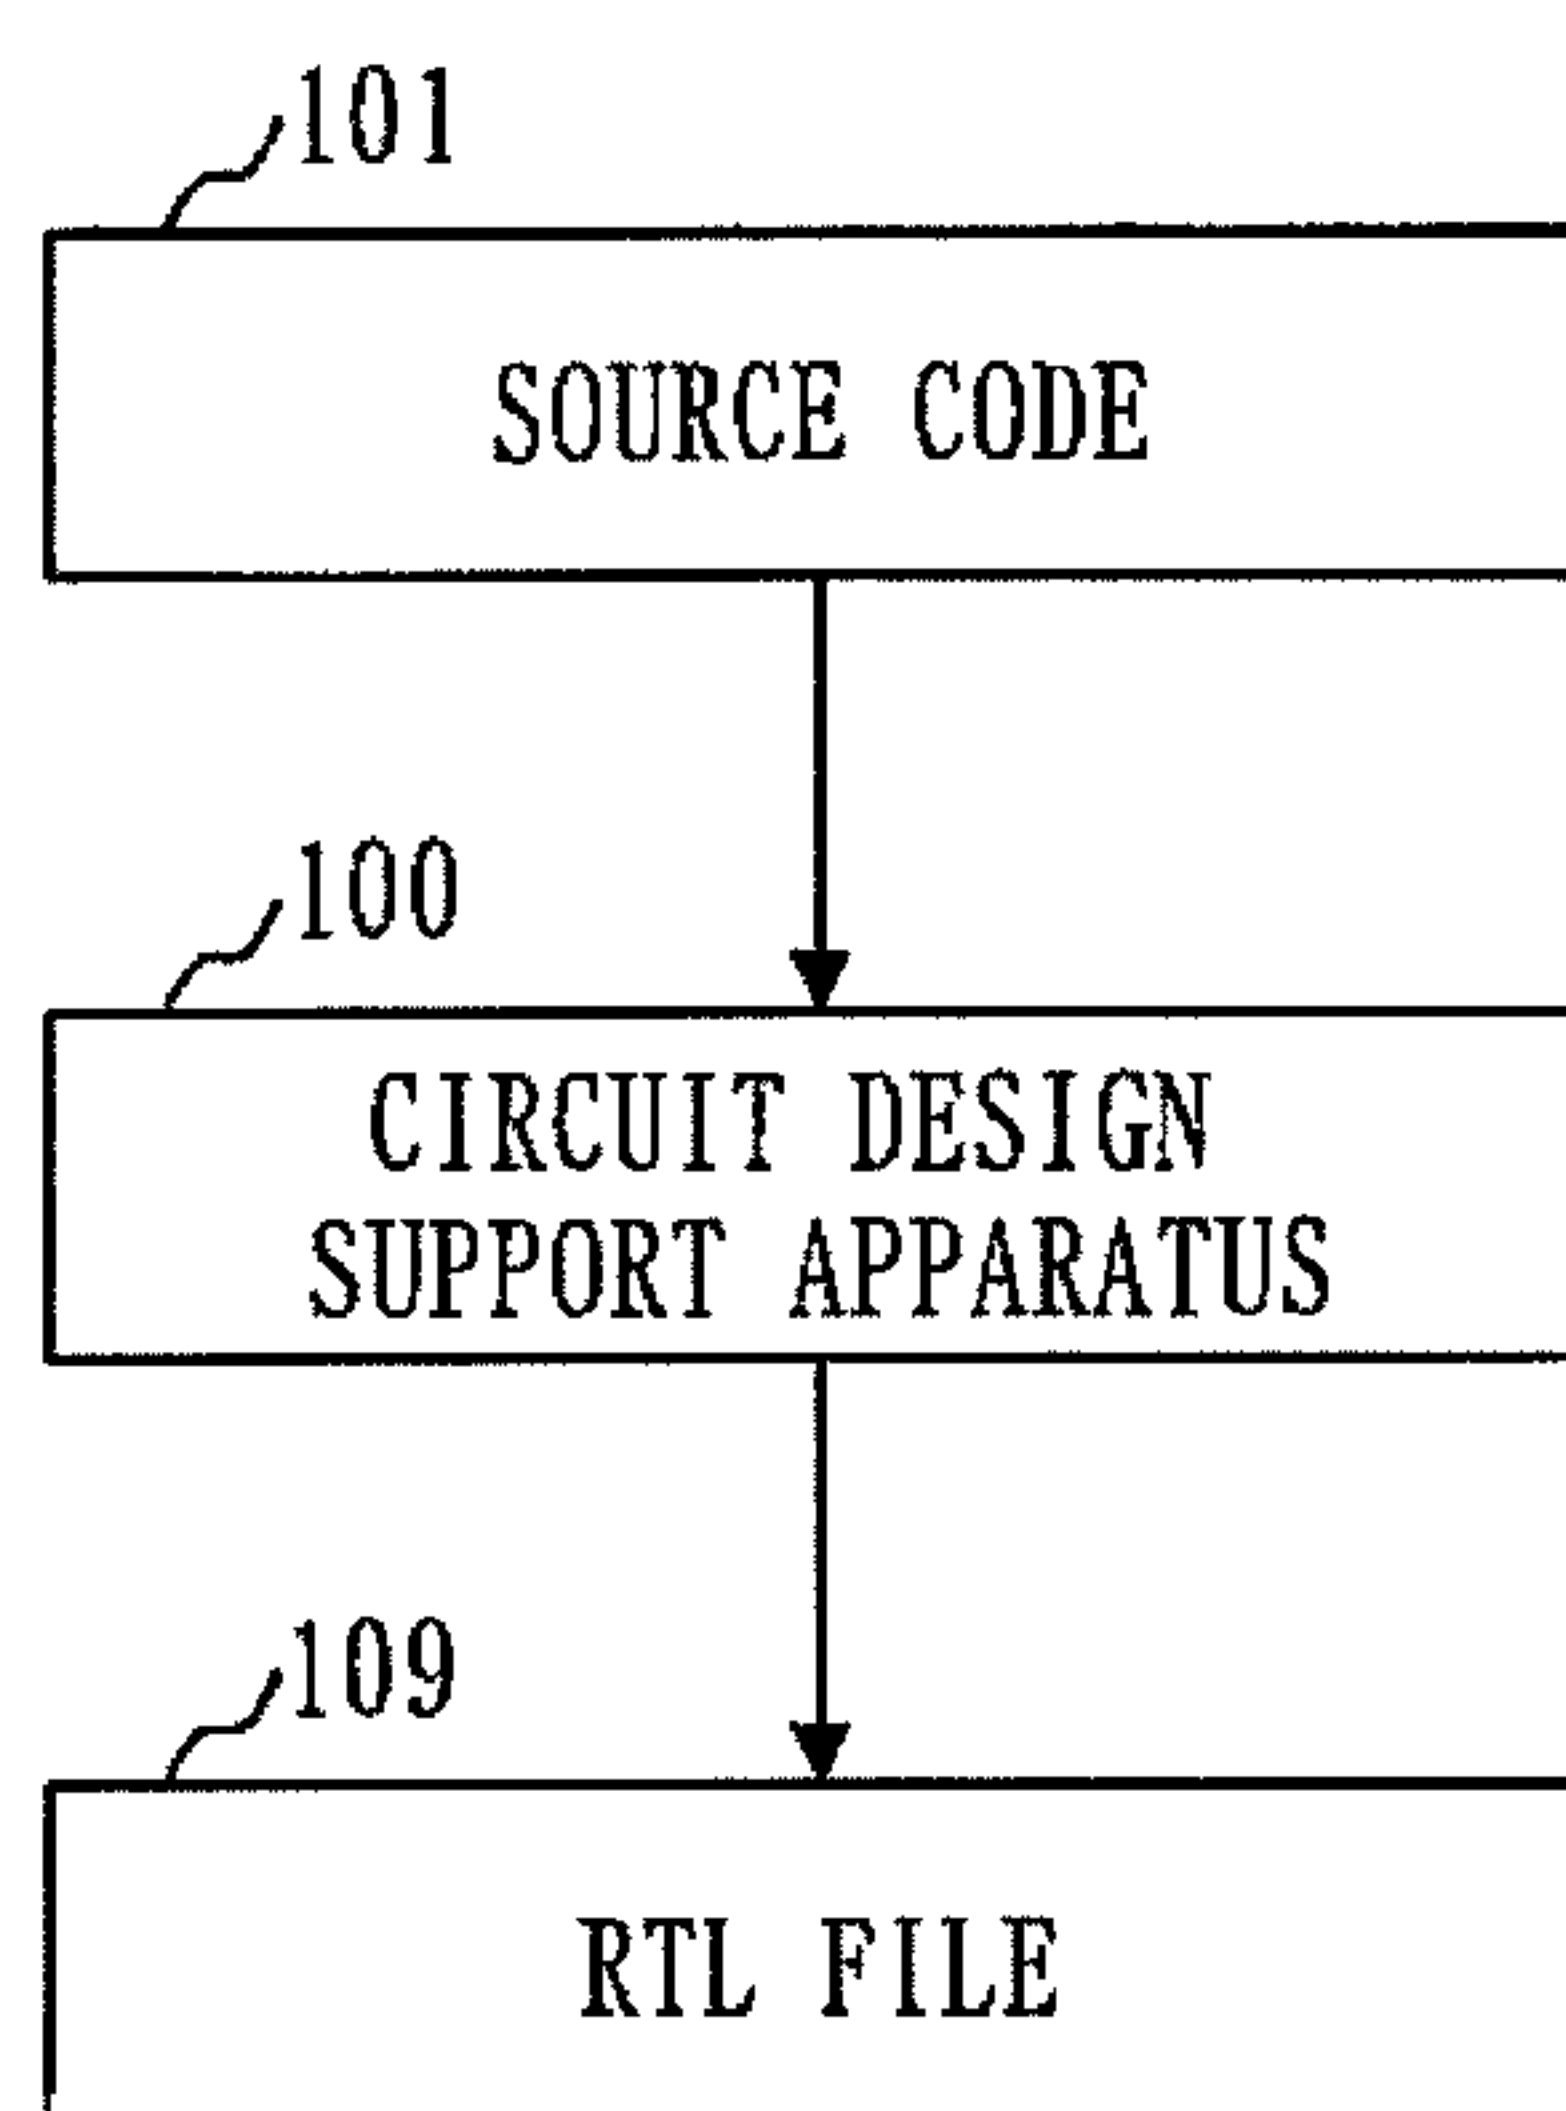 101
SOURCE CODE
100
CIRCUIT DESIGN
SUPPORT APPARATUS
109
RTL FILE